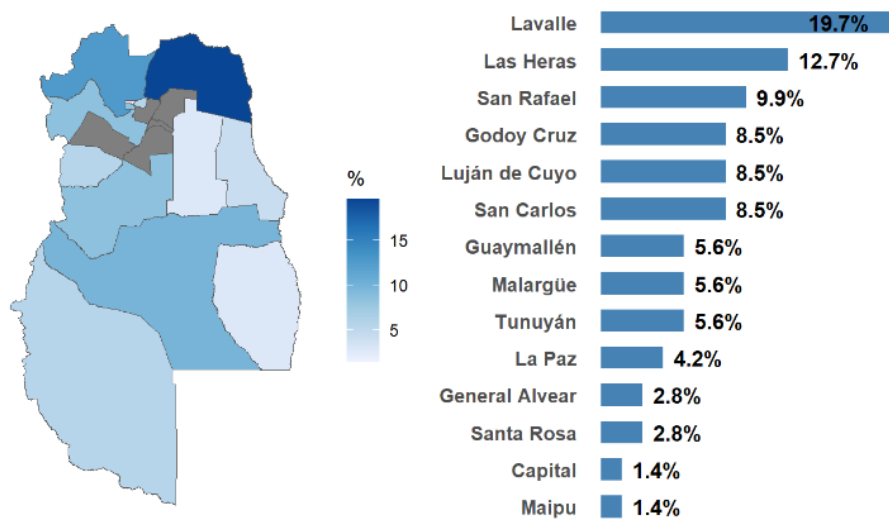 %
15
10
5
Lavalle 19.7%
Las Heras 12.7%
San Rafael 9.9%
Godoy Cruz 8.5%
Luján de Cuyo 8.5%
San Carlos 8.5%
Guaymallén 5.6%
Malargüe 5.6%
Tunuyán 5.6%
La Paz 4.2%
General Alvear 2.8%
Santa Rosa 2.8%
Capital 1.4%
Maipu 1.4%